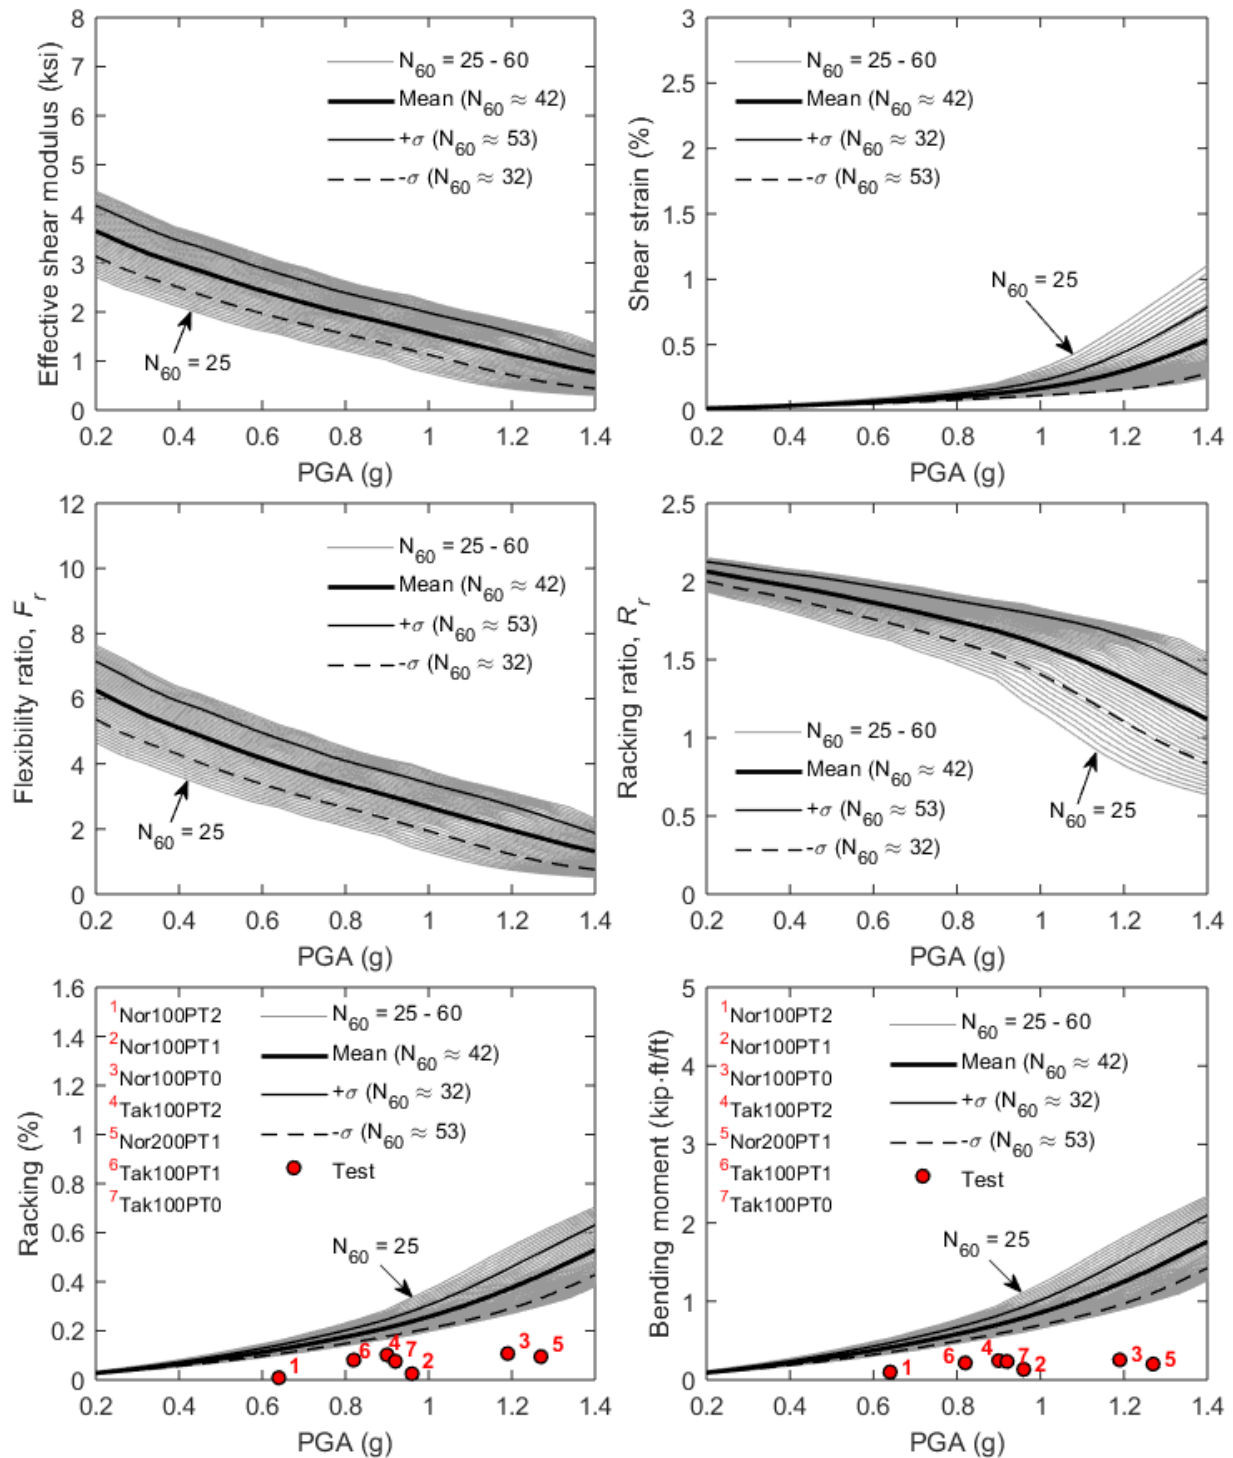 8
7
6
5
4
3
2
1
0
Effective shear modulus (ksi)
N60 = 25 - 60
Mean (N60 ≈ 42)
+σ (N60 ≈ 53)
-σ (N60 ≈ 32)
N60 = 25
0.2 0.4 0.6 0.8 1 1.2 1.4
PGA (g)
3
2.5
2
1.5
1
0.5
0
Shear strain (%)
N60 = 25 - 60
Mean (N60 ≈ 42)
+σ (N60 ≈ 32)
-σ (N60 ≈ 53)
N60 = 25
0.2 0.4 0.6 0.8 1 1.2 1.4
PGA (g)
12
10
8
6
4
2
0
Flexibility ratio, Fr
N60 = 25 - 60
Mean (N60 ≈ 42)
+σ (N60 ≈ 53)
-σ (N60 ≈ 32)
N60 = 25
0.2 0.4 0.6 0.8 1 1.2 1.4
PGA (g)
2.5
2
1.5
1
0.5
0
Racking ratio, Rr
N60 = 25 - 60
Mean (N60 ≈ 42)
+σ (N60 ≈ 53)
-σ (N60 ≈ 32)
N60 = 25
0.2 0.4 0.6 0.8 1 1.2 1.4
PGA (g)
1.6
1.4
1.2
1
0.8
0.6
0.4
0.2
0
Racking (%)
1Nor100PT2
2Nor100PT1
3Nor100PT0
4Tak100PT2
5Nor200PT1
6Tak100PT1
7Tak100PT0
N60 = 25 - 60
Mean (N60 ≈ 42)
+σ (N60 ≈ 32)
-σ (N60 ≈ 53)
Test
N60 = 25
1 6 4 7 2 3 5
0.2 0.4 0.6 0.8 1 1.2 1.4
PGA (g)
5
4
3
2
1
0
Bending moment (kip·ft/ft)
1Nor100PT2
2Nor100PT1
3Nor100PT0
4Tak100PT2
5Nor200PT1
6Tak100PT1
7Tak100PT0
N60 = 25 - 60
Mean (N60 ≈ 42)
+σ (N60 ≈ 32)
-σ (N60 ≈ 53)
Test
N60 = 25
1 6 4 7 2 3 5
0.2 0.4 0.6 0.8 1 1.2 1.4
PGA (g)